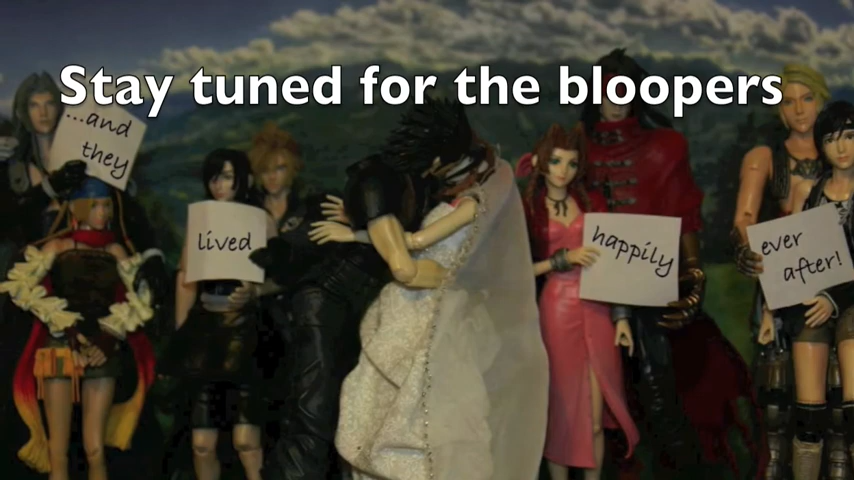 Stay tuned for the bloopers
...and
they
lived
happily
ever
after!